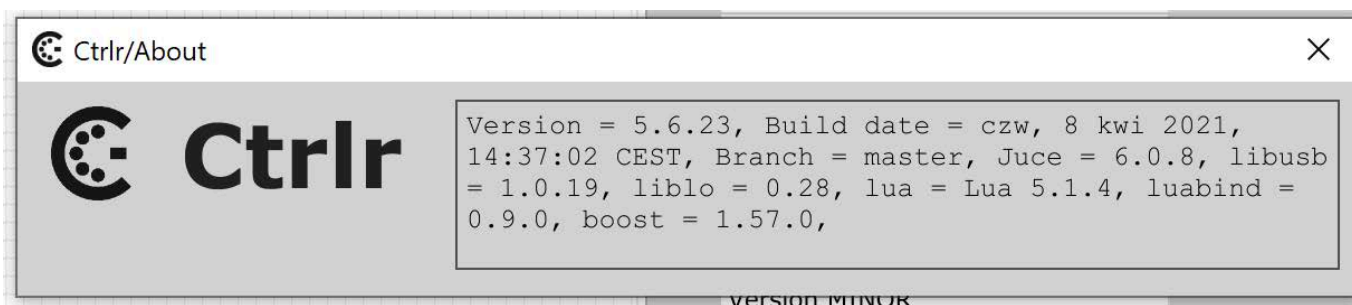 Ctrlr/About
Ctrlr
Version = 5.6.23, Build date = czw, 8 kwi 2021,
14:37:02 CEST, Branch = master, Juce = 6.0.8, libusb
= 1.0.19, liblo = 0.28, lua = Lua 5.1.4, luabind =
0.9.0, boost = 1.57.0,
Version MINOR